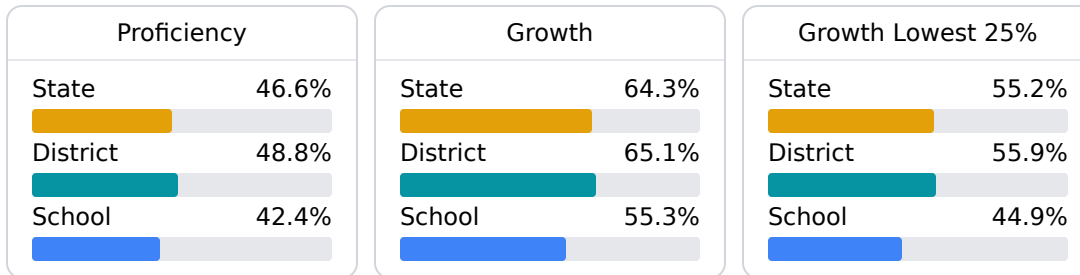 Proficiency
State 46.6%
District 48.8%
School 42.4%
Growth
State 64.3%
District 65.1%
School 55.3%
Growth Lowest 25%
State 55.2%
District 55.9%
School 44.9%